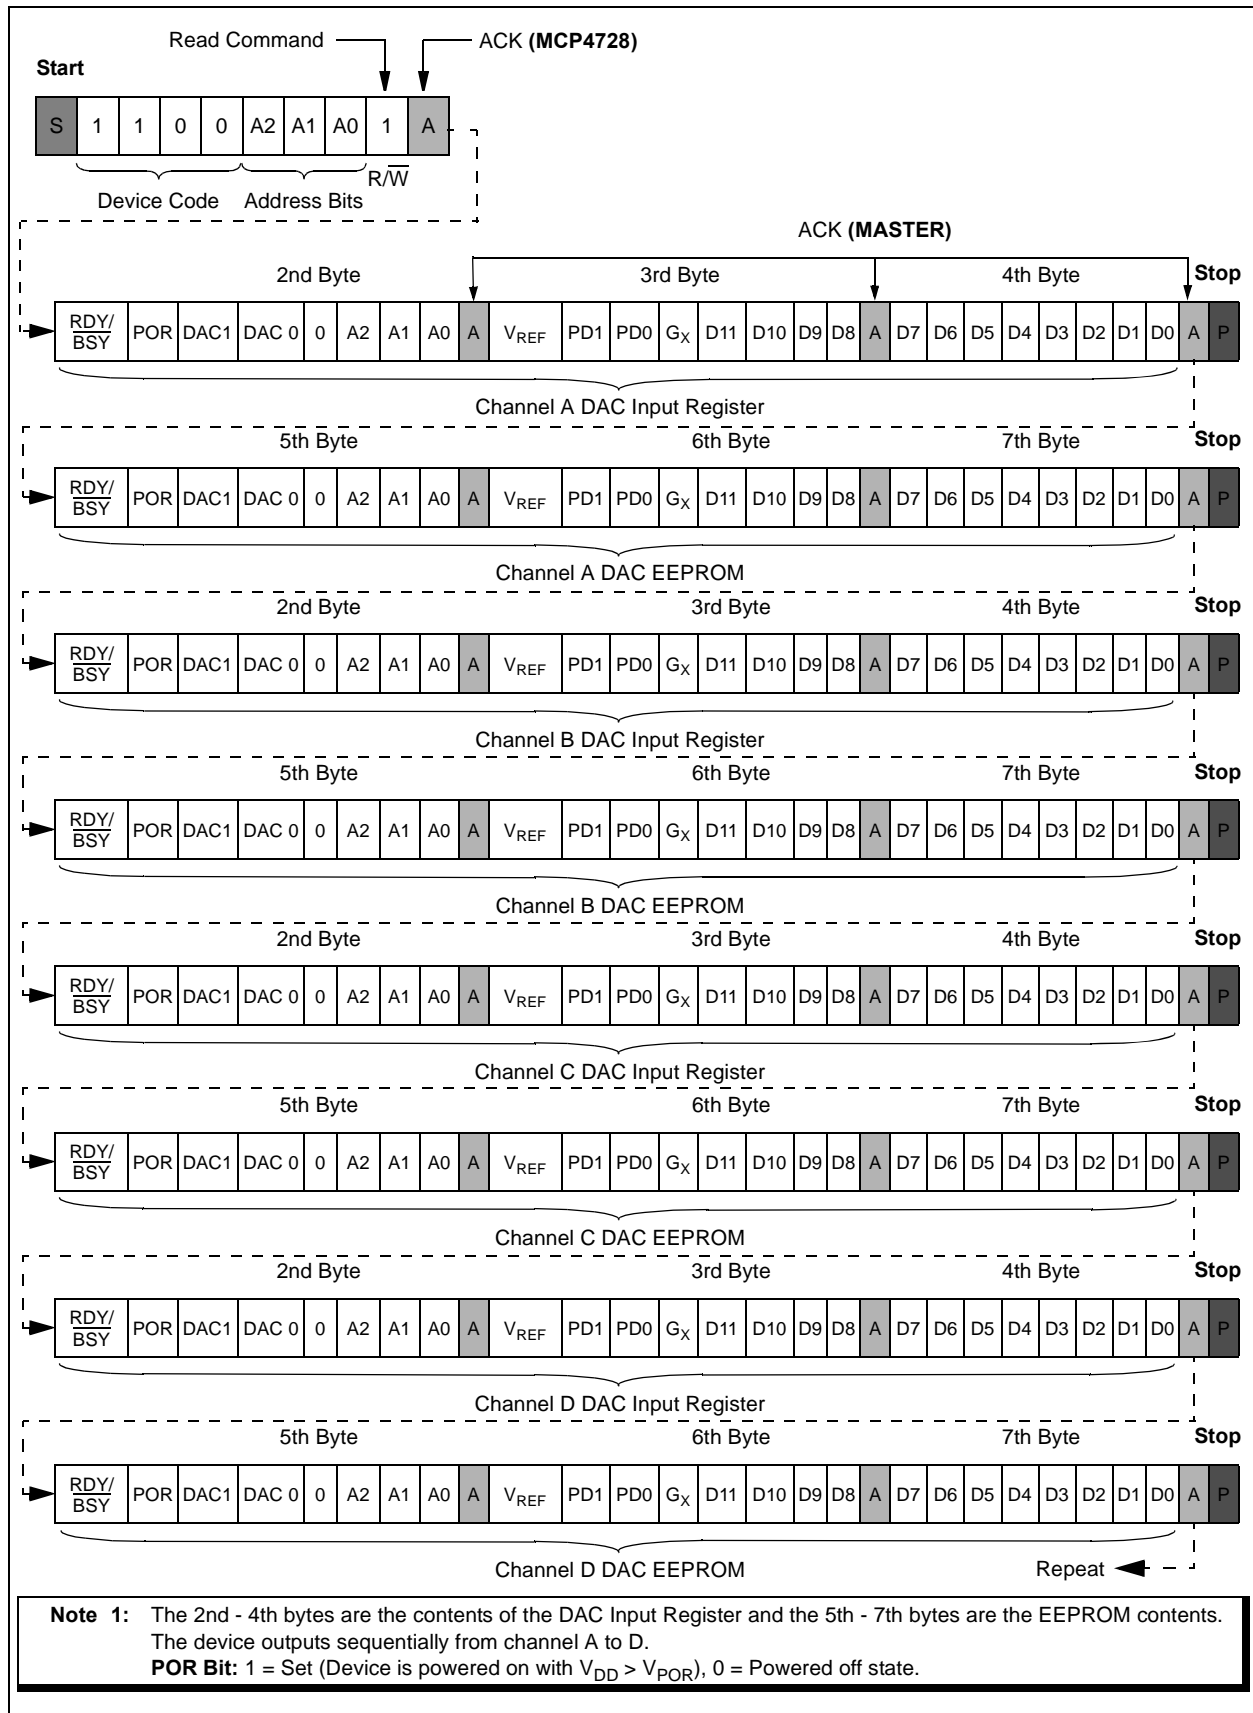 Read Command
ACK (MCP4728)
Start
S 1 1 0 0 A2 A1 A0 1 A
R/W
Device Code Address Bits
ACK (MASTER)
2nd Byte 3rd Byte 4th Byte Stop
RDY/
BSY POR DAC1 DAC 0 0 A2 A1 A0 A VREF PD1 PD0 GX D11 D10 D9 D8 A D7 D6 D5 D4 D3 D2 D1 D0 A P
Channel A DAC Input Register
5th Byte 6th Byte 7th Byte Stop
RDY/
BSY POR DAC1 DAC 0 0 A2 A1 A0 A VREF PD1 PD0 GX D11 D10 D9 D8 A D7 D6 D5 D4 D3 D2 D1 D0 A P
Channel A DAC EEPROM
2nd Byte 3rd Byte 4th Byte Stop
RDY/
BSY POR DAC1 DAC 0 0 A2 A1 A0 A VREF PD1 PD0 GX D11 D10 D9 D8 A D7 D6 D5 D4 D3 D2 D1 D0 A P
Channel B DAC Input Register
5th Byte 6th Byte 7th Byte Stop
RDY/
BSY POR DAC1 DAC 0 0 A2 A1 A0 A VREF PD1 PD0 GX D11 D10 D9 D8 A D7 D6 D5 D4 D3 D2 D1 D0 A P
Channel B DAC EEPROM
2nd Byte 3rd Byte 4th Byte Stop
RDY/
BSY POR DAC1 DAC 0 0 A2 A1 A0 A VREF PD1 PD0 GX D11 D10 D9 D8 A D7 D6 D5 D4 D3 D2 D1 D0 A P
Channel C DAC Input Register
5th Byte 6th Byte 7th Byte Stop
RDY/
BSY POR DAC1 DAC 0 0 A2 A1 A0 A VREF PD1 PD0 GX D11 D10 D9 D8 A D7 D6 D5 D4 D3 D2 D1 D0 A P
Channel C DAC EEPROM
2nd Byte 3rd Byte 4th Byte Stop
RDY/
BSY POR DAC1 DAC 0 0 A2 A1 A0 A VREF PD1 PD0 GX D11 D10 D9 D8 A D7 D6 D5 D4 D3 D2 D1 D0 A P
Channel D DAC Input Register
5th Byte 6th Byte 7th Byte Stop
RDY/
BSY POR DAC1 DAC 0 0 A2 A1 A0 A VREF PD1 PD0 GX D11 D10 D9 D8 A D7 D6 D5 D4 D3 D2 D1 D0 A P
Channel D DAC EEPROM
Repeat
Note 1: The 2nd - 4th bytes are the contents of the DAC Input Register and the 5th - 7th bytes are the EEPROM contents.
The device outputs sequentially from channel A to D.
POR Bit: 1 = Set (Device is powered on with VDD > VPOR), 0 = Powered off state.